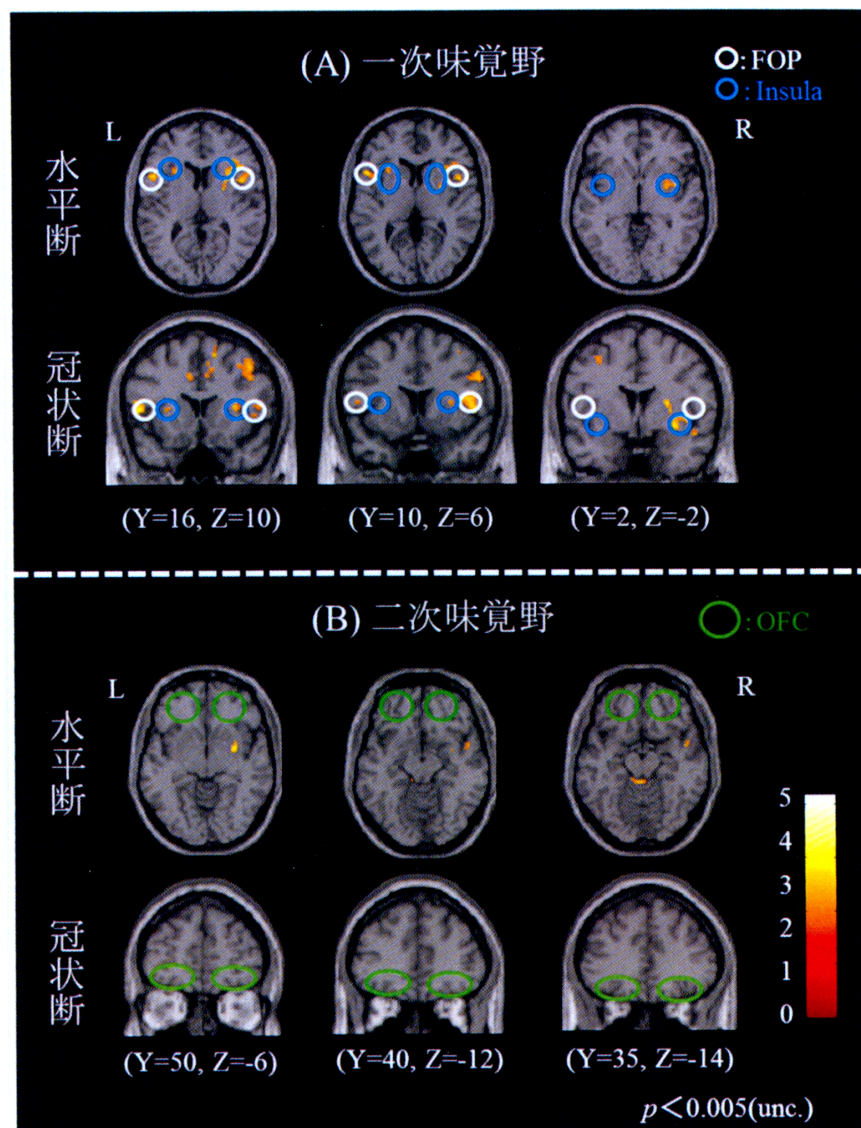 (A) 一次味覚野
: FOP
: Insula
L
R
水平断
冠状断
(Y=16, Z=10)
(Y=10, Z=6)
(Y=2, Z=-2)
(B) 二次味覚野
: OFC
L
R
水平断
冠状断
5
4
3
2
1
0
(Y=50, Z=-6)
(Y=40, Z=-12)
(Y=35, Z=-14)
p＜0.005(unc.)